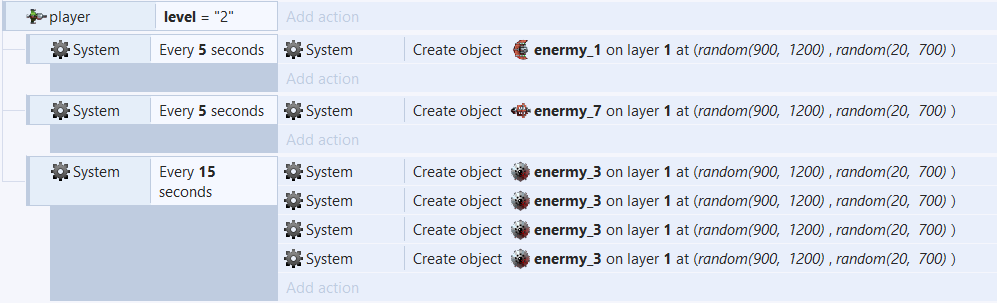 player level = "2" Add action
System Every 5 seconds System Create object enermy_1 on layer 1 at (random(900, 1200) , random(20, 700) )
Add action
System Every 5 seconds System Create object enermy_7 on layer 1 at (random(900, 1200) , random(20, 700) )
Add action
System Every 15 seconds System Create object enermy_3 on layer 1 at (random(900, 1200) , random(20, 700) )
System Create object enermy_3 on layer 1 at (random(900, 1200) , random(20, 700) )
System Create object enermy_3 on layer 1 at (random(900, 1200) , random(20, 700) )
System Create object enermy_3 on layer 1 at (random(900, 1200) , random(20, 700) )
Add action